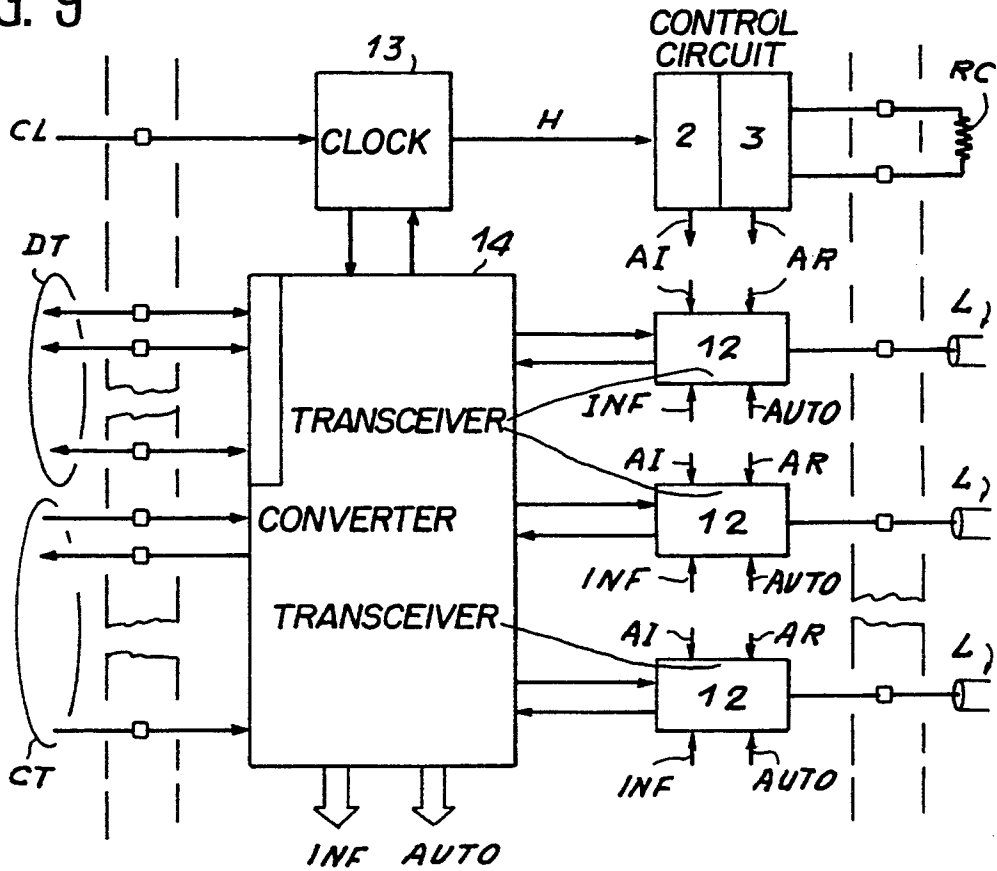 G. 9
CONTROL
CIRCUIT
13
RC
CL
CLOCK
H
2
3
DT
14
AI
AR
L
12
INF
AUTO
TRANSCEIVER
AI
AR
L
CONVERTER
12
INF
AUTO
TRANSCEIVER
AI
AR
L
12
CT
INF
AUTO
INF
AUTO